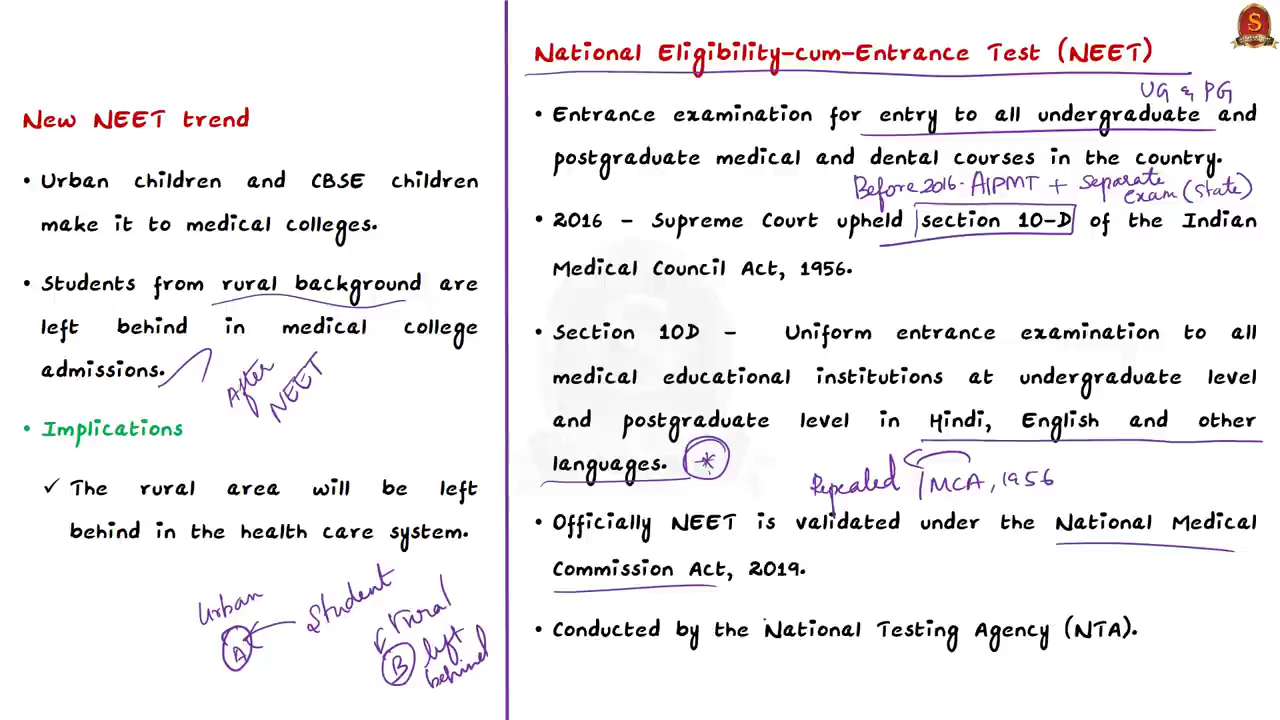 New NEET trend
• Urban children and CBSE children
make it to medical colleges.
• Students from rural background are
left behind in medical college
admissions.
After
NEET
• Implications
✓ The rural area will be left
behind in the health care system.
Urban
Student
A
rural
B left
behind
S
National Eligibility-cum-Entrance Test (NEET)
UG & PG
• Entrance examination for entry to all undergraduate and
postgraduate medical and dental courses in the country.
Before 2016 - AIPMT + Separate
Exam (State)
• 2016 - Supreme Court upheld section 10-D of the Indian
Medical Council Act, 1956.
• Section 10D - Uniform entrance examination to all
medical educational institutions at undergraduate level
and postgraduate level in Hindi, English and other
languages. *
Repealed IMCA, 1956
• Officially NEET is validated under the National Medical
Commission Act, 2019.
• Conducted by the National Testing Agency (NTA).